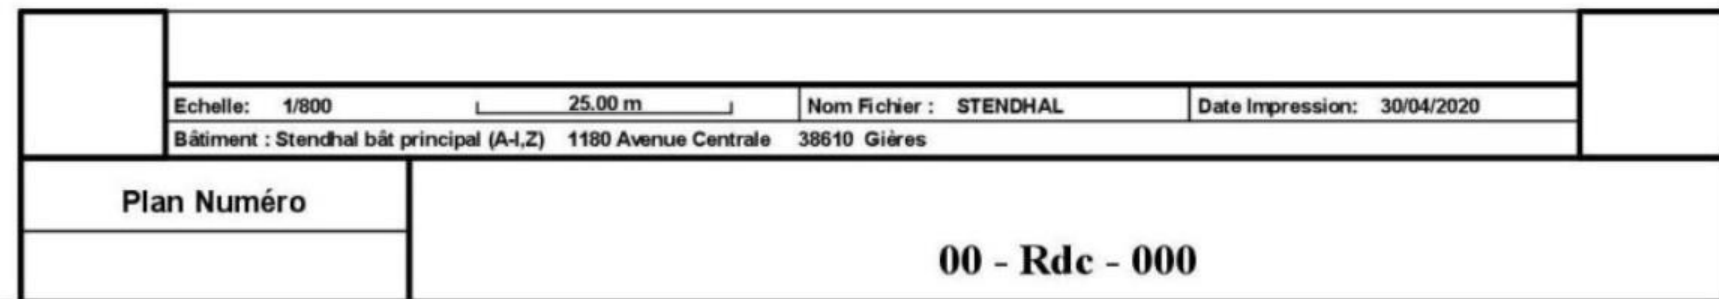 Echelle: 1/800 25.00 m Nom Fichier : STENDHAL Date Impression: 30/04/2020
Bâtiment : Stendhal bât principal (A-I,Z) 1180 Avenue Centrale 38610 Gières
Plan Numéro
00 - Rdc - 000